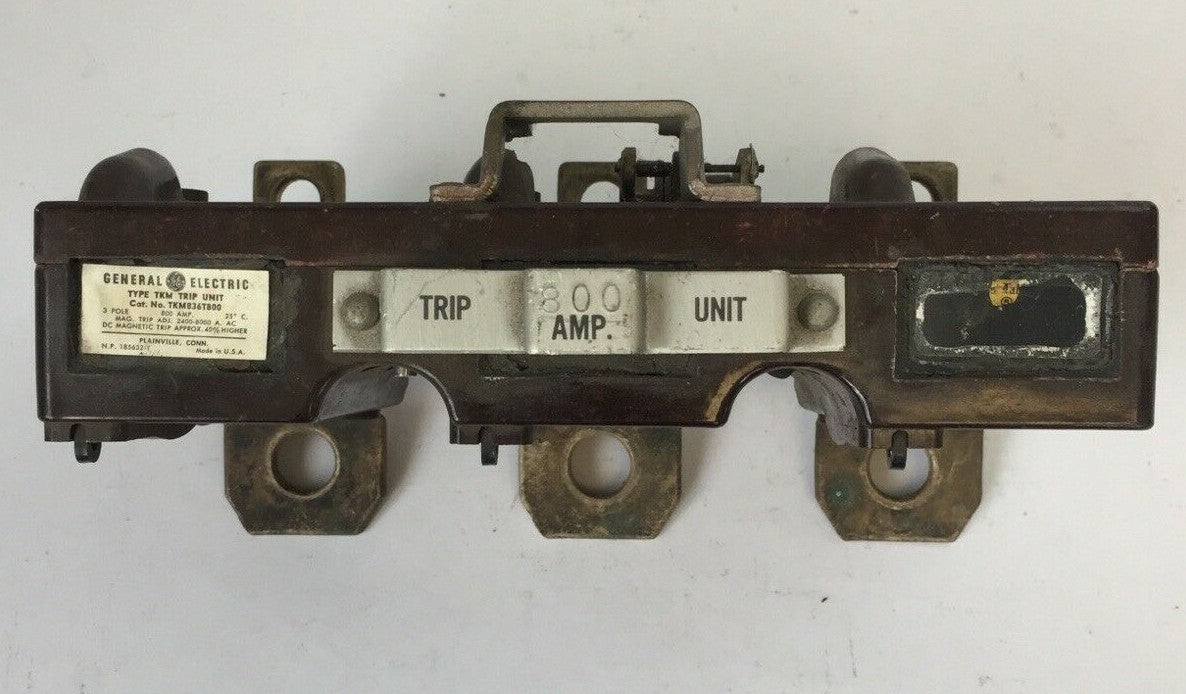 GENERAL GE ELECTRIC
TYPE TKM TRIP UNIT
Cat. No. TKM836T800
3 POLE 800 AMP. 25° C.
MAG. TRIP ADJ. 2400-8000 A. AC
DC MAGNETIC TRIP APPROX. 40% HIGHER
PLAINVILLE, CONN.
N.P. Made in U.S.A.
TRIP 800 UNIT
AMP.